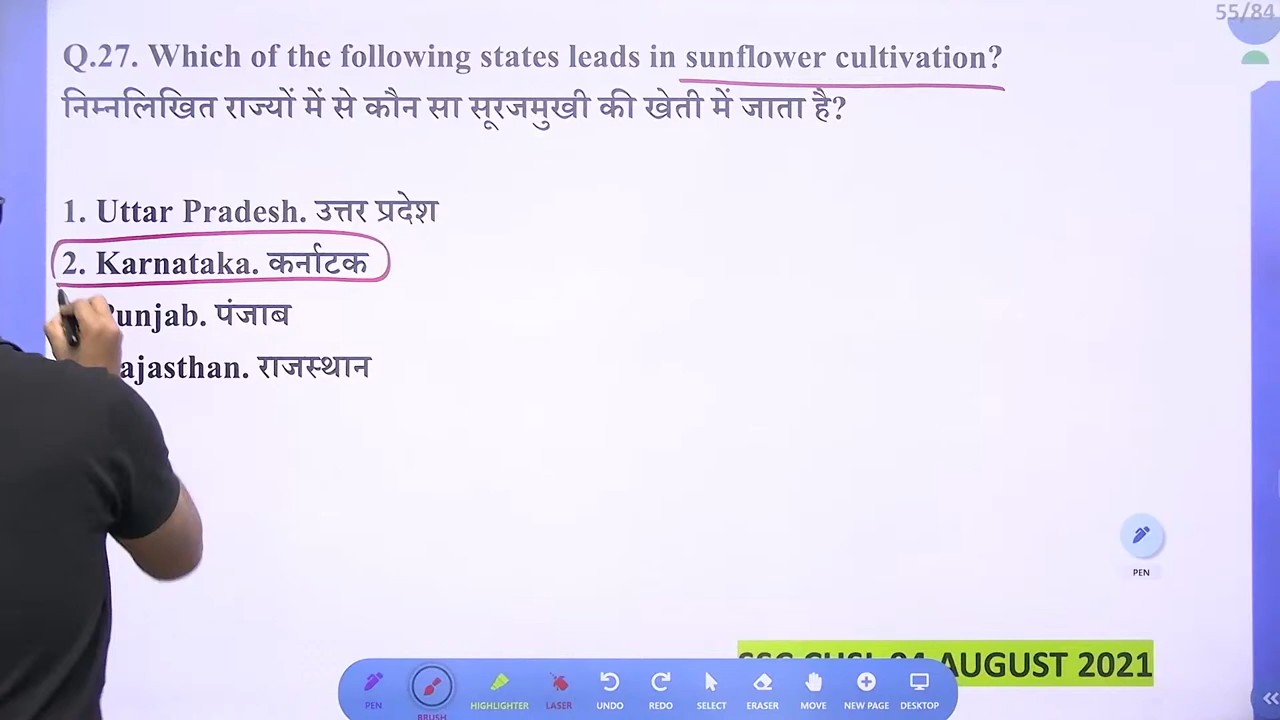 55/84
Q.27. Which of the following states leads in sunflower cultivation?
निम्नलिखित राज्यों में से कौन सा सूरजमुखी की खेती में जाता है?
1. Uttar Pradesh. उत्तर प्रदेश
2. Karnataka. कर्नाटक
Punjab. पंजाब
ajasthan. राजस्थान
PEN
AUGUST 2021
PEN
BRUSH
HIGHLIGHTER
LASER
UNDO
REDO
SELECT
ERASER
MOVE
NEW PAGE
DESKTOP